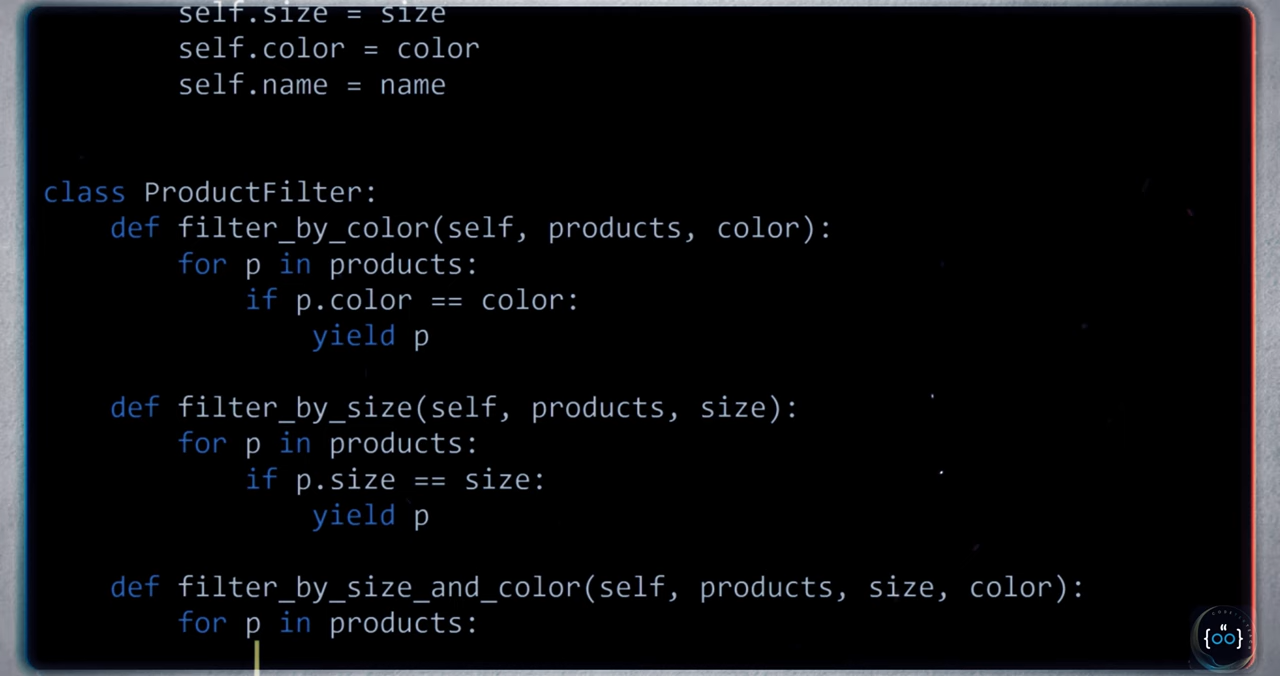 self.size = size
self.color = color
self.name = name
class ProductFilter:
def filter_by_color(self, products, color):
for p in products:
if p.color == color:
yield p
def filter_by_size(self, products, size):
for p in products:
if p.size == size:
yield p
def filter_by_size_and_color(self, products, size, color):
for p in products: